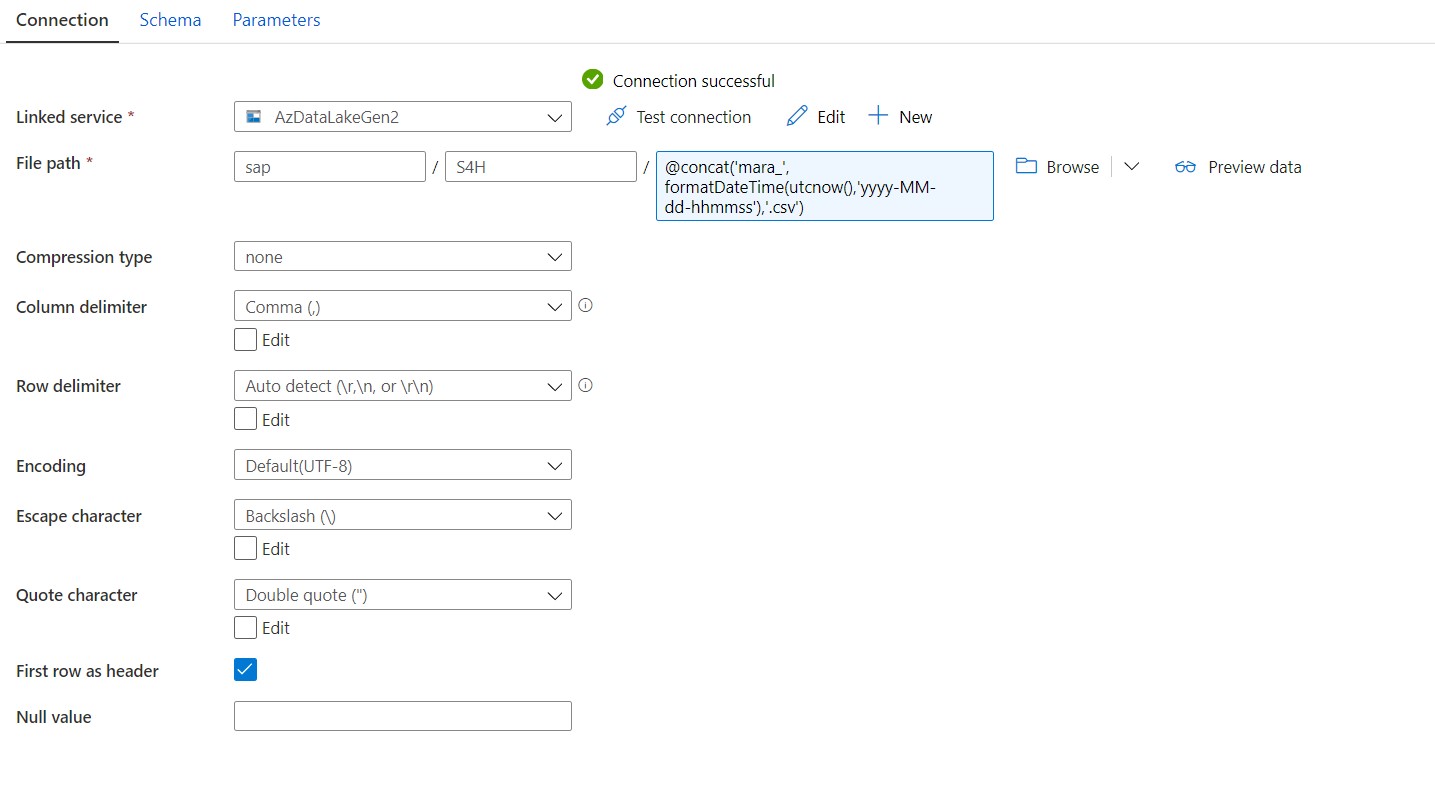 Connection Schema Parameters
Connection successful
Linked service * AzDataLakeGen2 Test connection Edit New
File path * sap / S4H / @concat('mara_',
formatDateTime(utcnow(),'yyyy-MM-
dd-hhmmss'),'.csv')
Browse Preview data
Compression type none
Column delimiter Comma (,)
Edit
Row delimiter Auto detect (\r,\n, or \r\n)
Edit
Encoding Default(UTF-8)
Escape character Backslash (\)
Edit
Quote character Double quote (")
Edit
First row as header
Null value